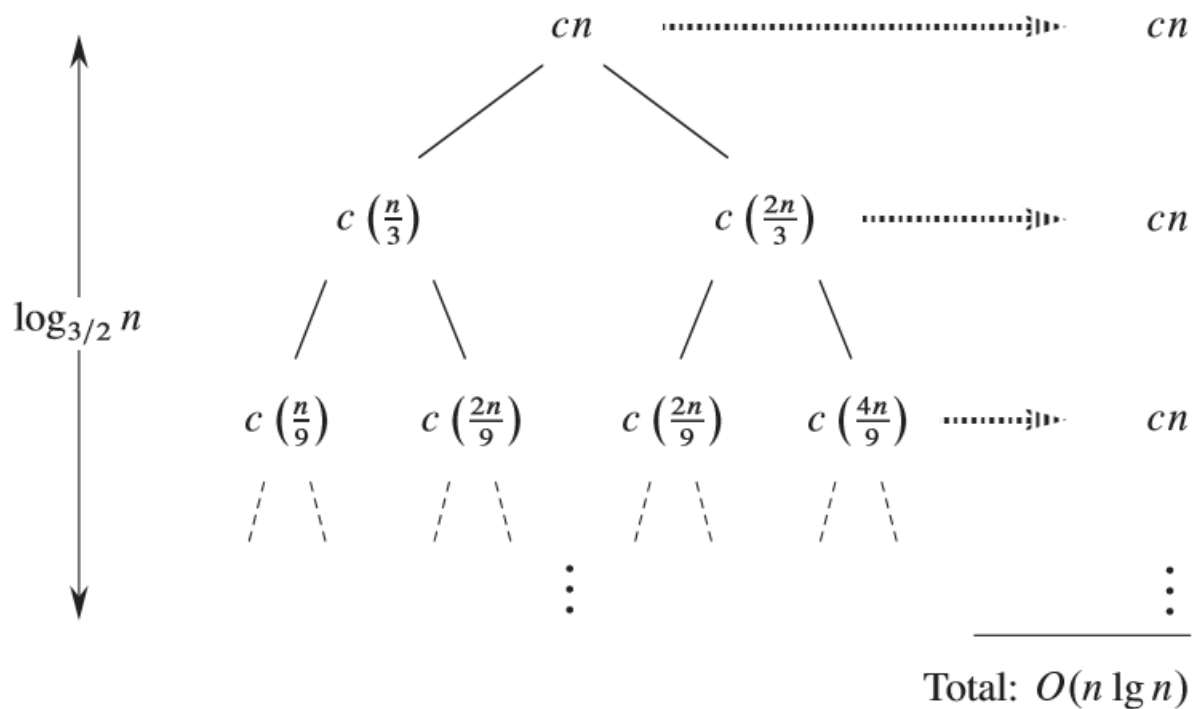 cn cn
c (n/3) c (2n/3) cn
log_{3/2} n
c (n/9) c (2n/9) c (2n/9) c (4n/9) cn
⋮ ⋮
Total: O(n lg n)